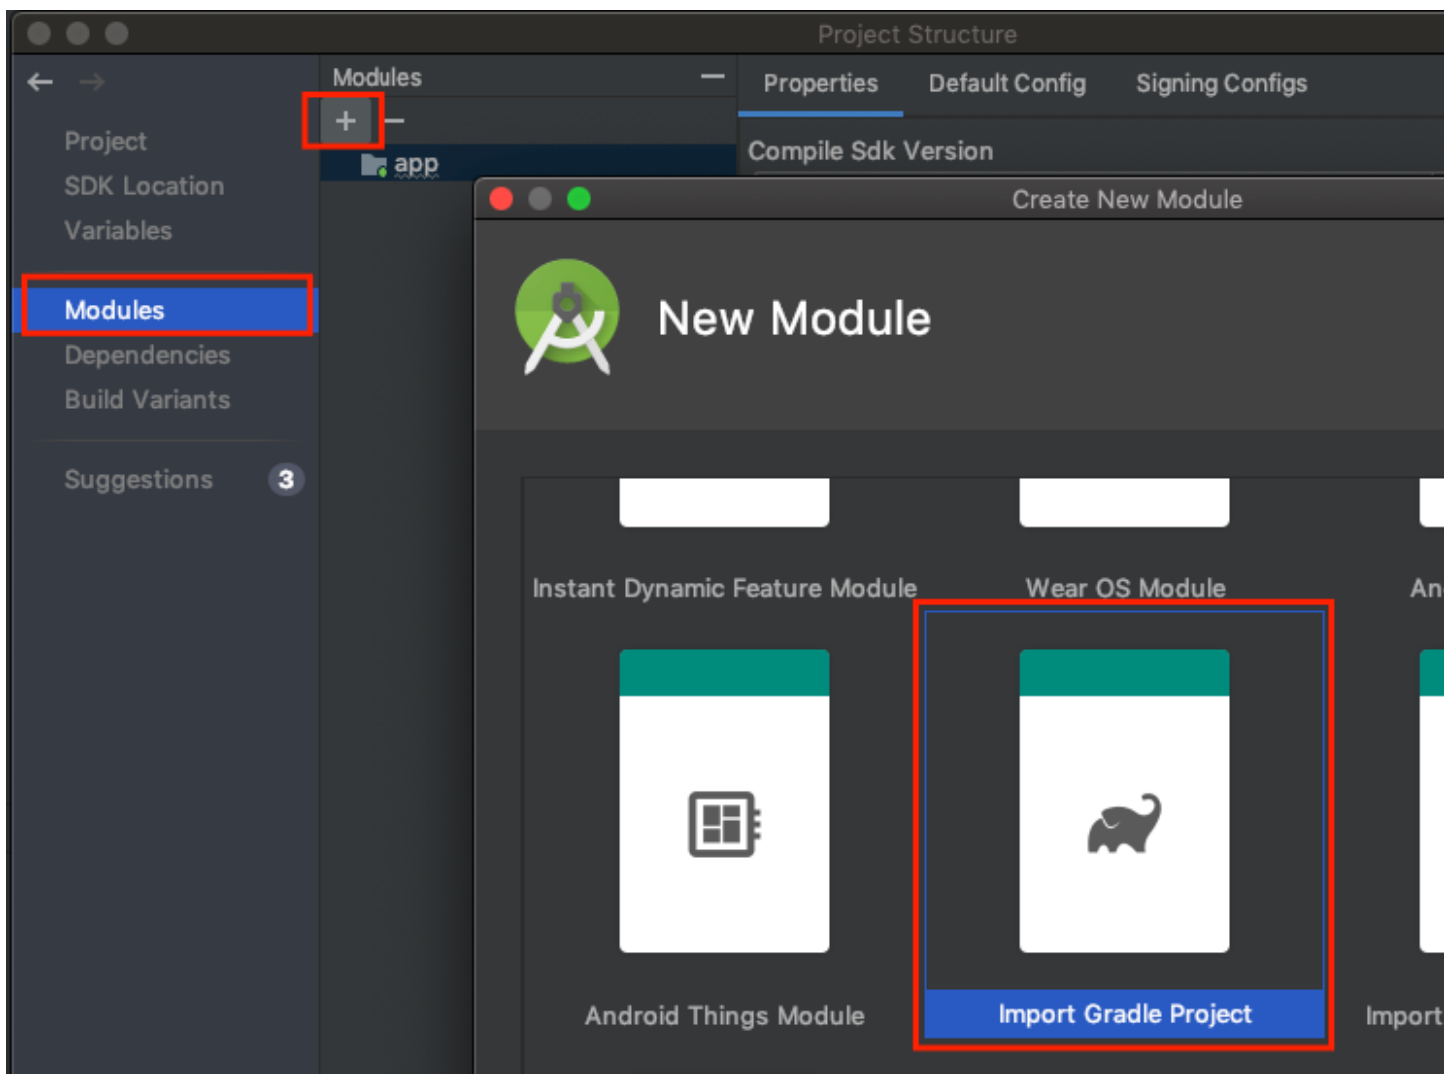 Project Structure
Modules
Properties Default Config Signing Configs
Project
SDK Location
Variables
Modules
Dependencies
Build Variants
Suggestions 3
app
Compile Sdk Version
Create New Module
New Module
Instant Dynamic Feature Module
Wear OS Module
An
Android Things Module
Import Gradle Project
Import